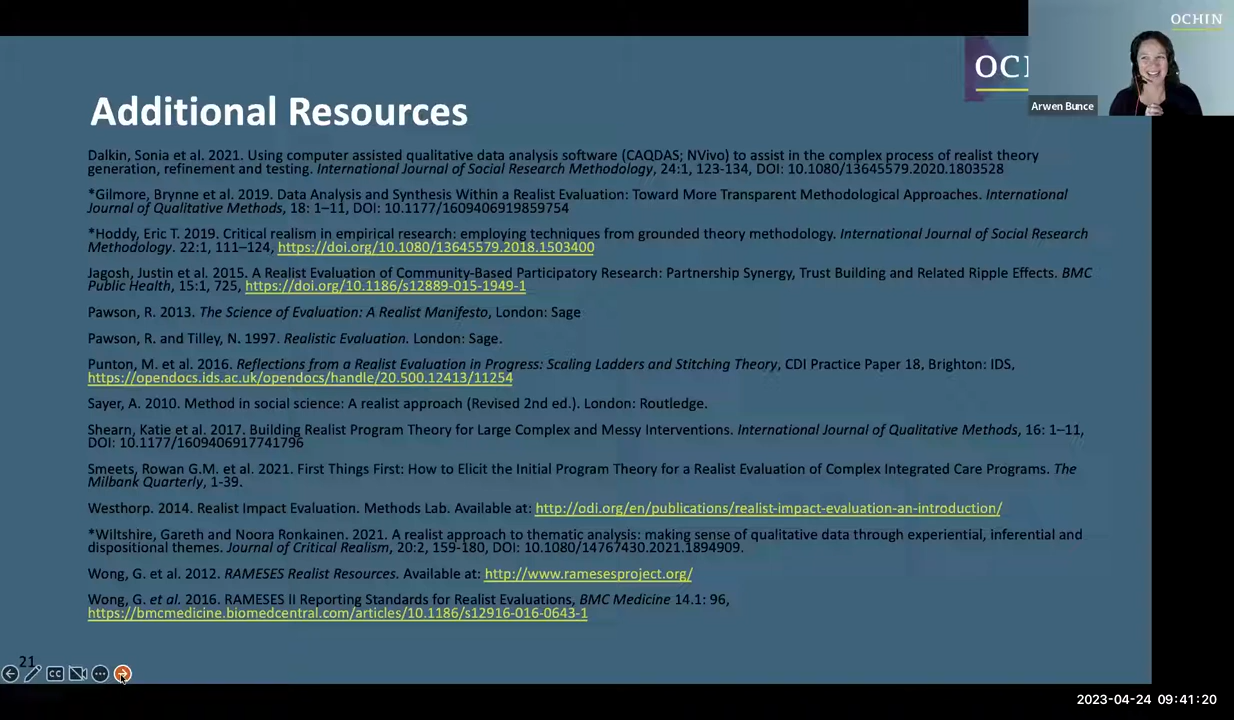 OCHIN
OCI
Arwen Bunce
Additional Resources
Dalkin, Sonia et al. 2021. Using computer assisted qualitative data analysis software (CAQDAS; NVivo) to assist in the complex process of realist theory
generation, refinement and testing. International Journal of Social Research Methodology, 24:1, 123-134, DOI: 10.1080/13645579.2020.1803528
*Gilmore, Brynne et al. 2019. Data Analysis and Synthesis Within a Realist Evaluation: Toward More Transparent Methodological Approaches. International
Journal of Qualitative Methods, 18: 1–11, DOI: 10.1177/1609406919859754
*Hoddy, Eric T. 2019. Critical realism in empirical research: employing techniques from grounded theory methodology. International Journal of Social Research
Methodology. 22:1, 111–124, https://doi.org/10.1080/13645579.2018.1503400
Jagosh, Justin et al. 2015. A Realist Evaluation of Community-Based Participatory Research: Partnership Synergy, Trust Building and Related Ripple Effects. BMC
Public Health, 15:1, 725, https://doi.org/10.1186/s12889-015-1949-1
Pawson, R. 2013. The Science of Evaluation: A Realist Manifesto, London: Sage
Pawson, R. and Tilley, N. 1997. Realistic Evaluation. London: Sage.
Punton, M. et al. 2016. Reflections from a Realist Evaluation in Progress: Scaling Ladders and Stitching Theory, CDI Practice Paper 18, Brighton: IDS,
https://opendocs.ids.ac.uk/opendocs/handle/20.500.12413/11254
Sayer, A. 2010. Method in social science: A realist approach (Revised 2nd ed.). London: Routledge.
Shearn, Katie et al. 2017. Building Realist Program Theory for Large Complex and Messy Interventions. International Journal of Qualitative Methods, 16: 1–11,
DOI: 10.1177/1609406917741796
Smeets, Rowan G.M. et al. 2021. First Things First: How to Elicit the Initial Program Theory for a Realist Evaluation of Complex Integrated Care Programs. The
Milbank Quarterly, 1-39.
Westhorp. 2014. Realist Impact Evaluation. Methods Lab. Available at: http://odi.org/en/publications/realist-impact-evaluation-an-introduction/
*Wiltshire, Gareth and Noora Ronkainen. 2021. A realist approach to thematic analysis: making sense of qualitative data through experiential, inferential and
dispositional themes. Journal of Critical Realism, 20:2, 159-180, DOI: 10.1080/14767430.2021.1894909.
Wong, G. et al. 2012. RAMESES Realist Resources. Available at: http://www.ramesesproject.org/
Wong, G. et al. 2016. RAMESES II Reporting Standards for Realist Evaluations, BMC Medicine 14.1: 96,
https://bmcmedicine.biomedcentral.com/articles/10.1186/s12916-016-0643-1
21
CC
2023-04-24 09:41:20